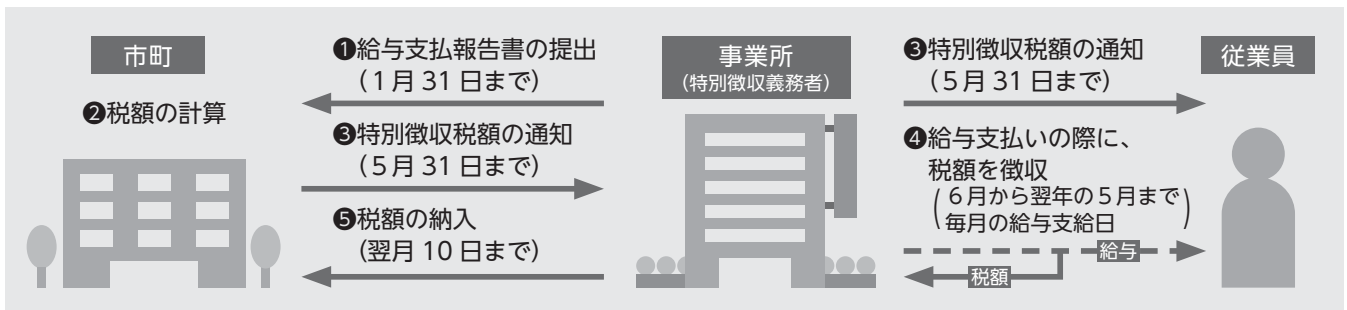 市町
❷税額の計算
❶給与支払報告書の提出
(1月31日まで)
❸特別徴収税額の通知
(5月31日まで)
❺税額の納入
(翌月10日まで)
事業所
(特別徴収義務者)
❸特別徴収税額の通知
(5月31日まで)
❹給与支払いの際に、
税額を徴収
(6月から翌年の5月まで
毎月の給与支給日)
給与
税額
従業員